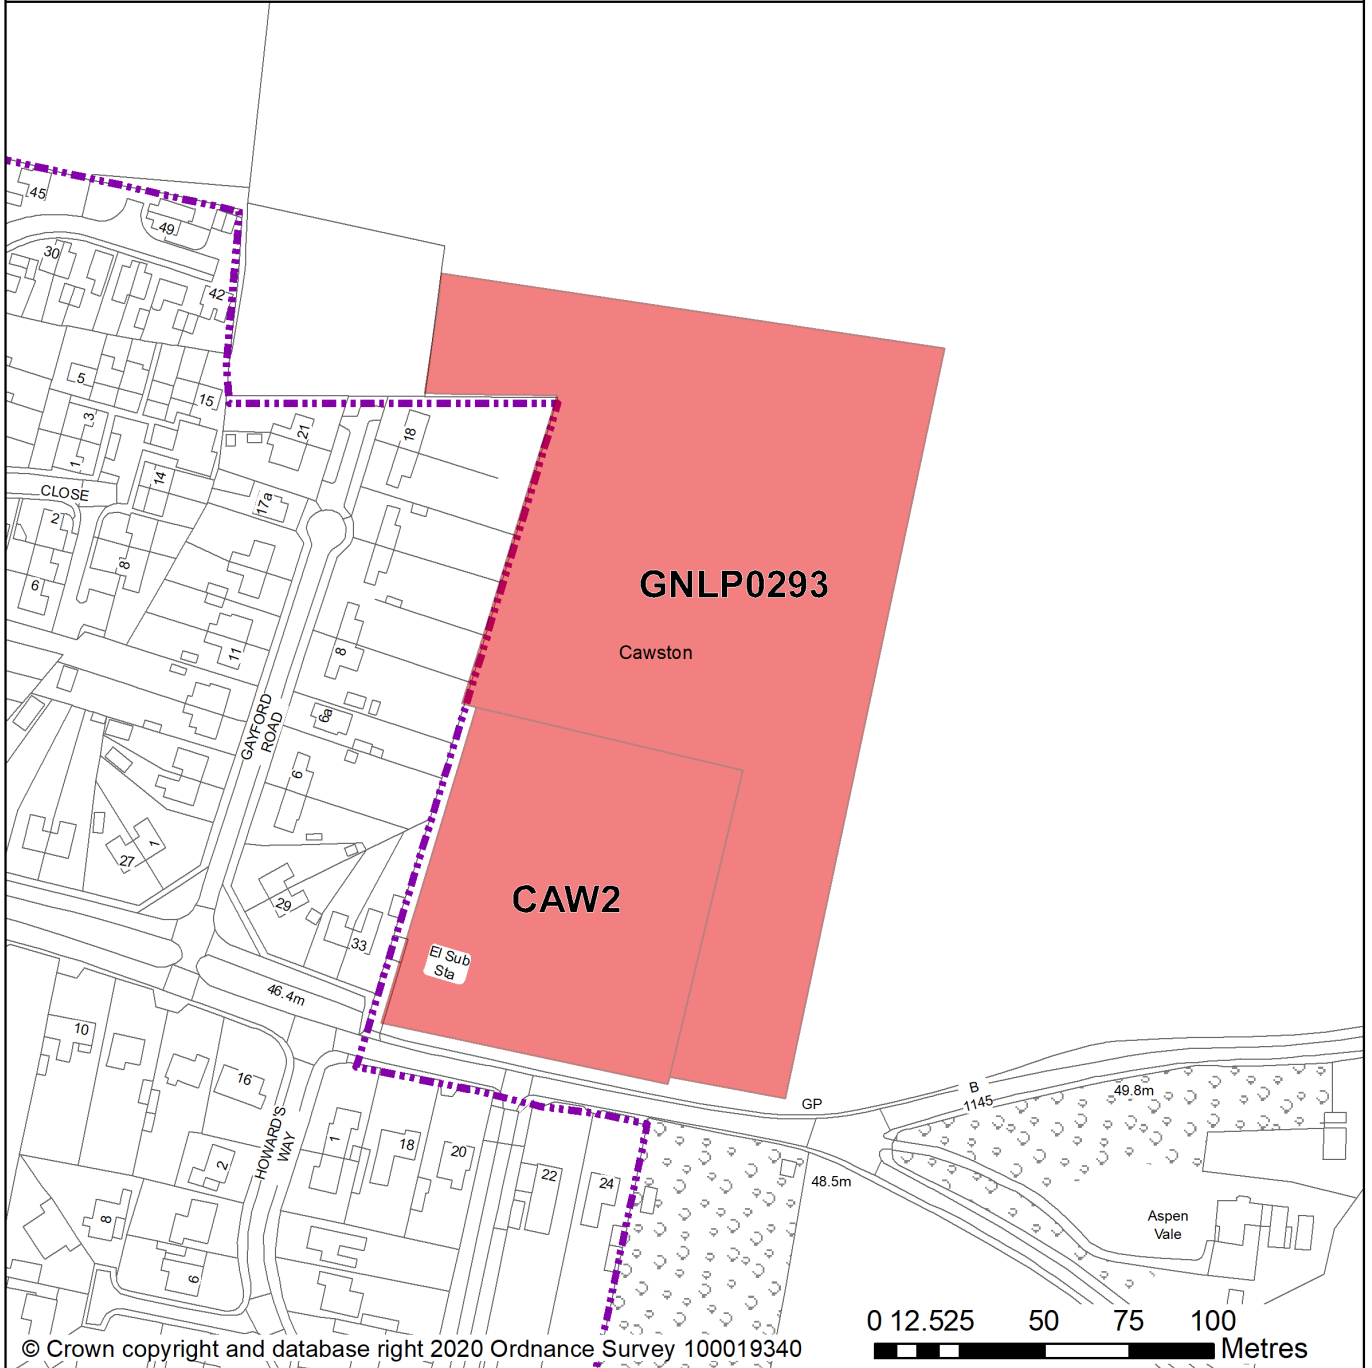 45
49
30
42
5
15
3
21
18
1
14
17a
CLOSE
2
8
6
GNLP0293
Cawston
11
8
GAYFORD
ROAD
6a
6
27
1
CAW2
29
33
El Sub
Sta
46.4m
10
16
GP
B
1145
49.8m
HOWARD'S
WAY
1
18
20
2
22
24
48.5m
8
6
Aspen
Vale
0 12.525 50 75 100
Metres
© Crown copyright and database right 2020 Ordnance Survey 100019340